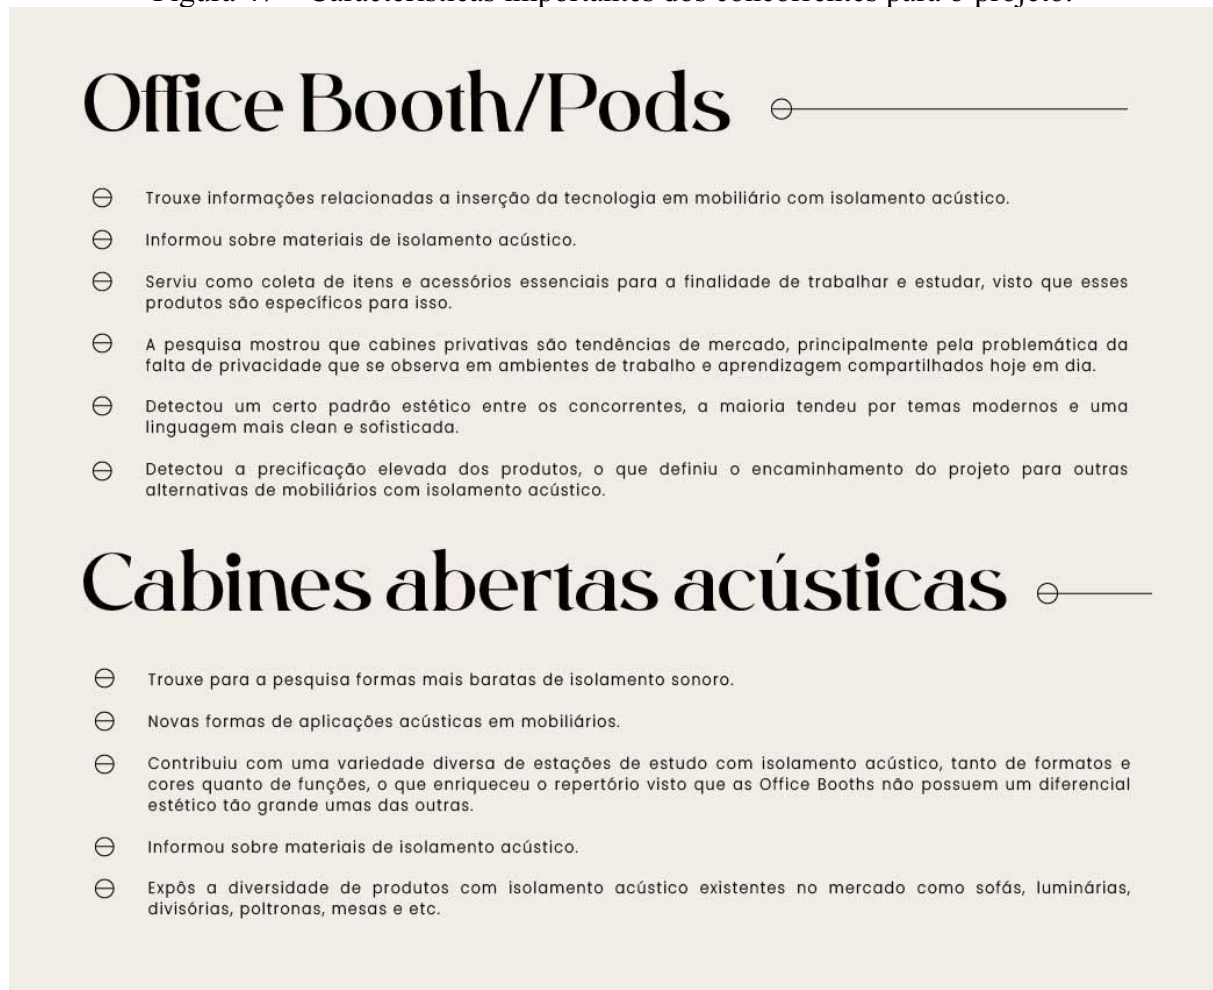 Características importantes dos concorrentes para o projeto.
Office Booth/Pods
Trouxe informações relacionadas a inserção da tecnologia em mobiliário com isolamento acústico.
Informou sobre materiais de isolamento acústico.
Serviu como coleta de itens e acessórios essenciais para a finalidade de trabalhar e estudar, visto que esses
produtos são específicos para isso.
A pesquisa mostrou que cabines privativas são tendências de mercado, principalmente pela problemática da
falta de privacidade que se observa em ambientes de trabalho e aprendizagem compartilhados hoje em dia.
Detectou um certo padrão estético entre os concorrentes, a maioria tendeu por temas modernos e uma
linguagem mais clean e sofisticada.
Detectou a precificação elevada dos produtos, o que definiu o encaminhamento do projeto para outras
alternativas de mobiliários com isolamento acústico.
Cabines abertas acústicas
Trouxe para a pesquisa formas mais baratas de isolamento sonoro.
Novas formas de aplicações acústicas em mobiliários.
Contribuiu com uma variedade diversa de estações de estudo com isolamento acústico, tanto de formatos e
cores quanto de funções, o que enriqueceu o repertório visto que as Office Booths não possuem um diferencial
estético tão grande umas das outras.
Informou sobre materiais de isolamento acústico.
Expôs a diversidade de produtos com isolamento acústico existentes no mercado como sofás, luminárias,
divisórias, poltronas, mesas e etc.